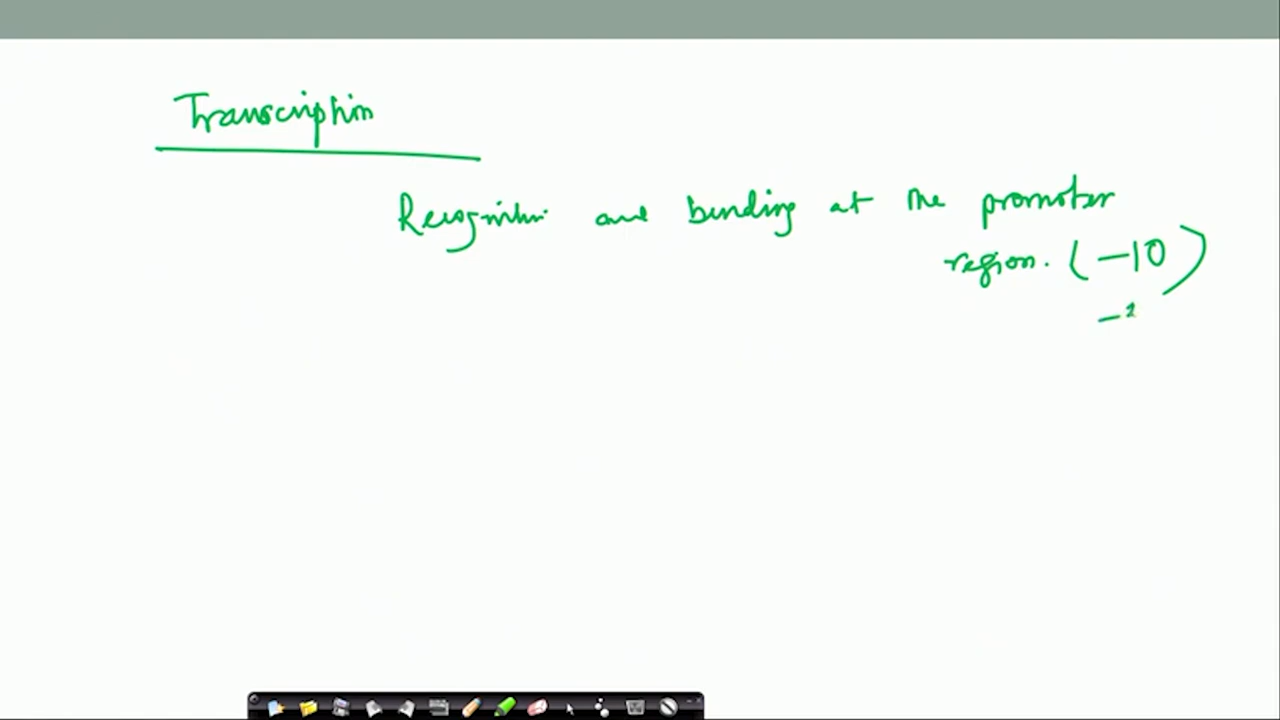 Transcription
Recognition and binding at the promoter
region. (-10)